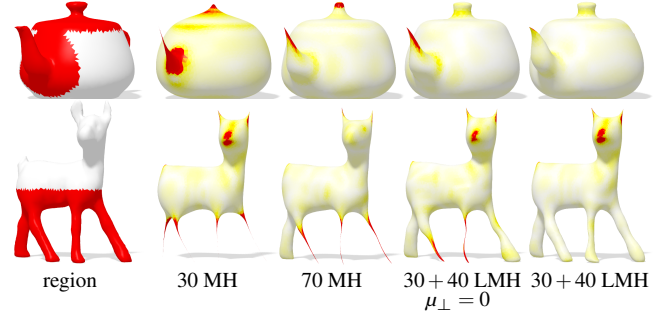 region 30 MH 70 MH 30 + 40 LMH 30 + 40 LMH
μ⊥ = 0